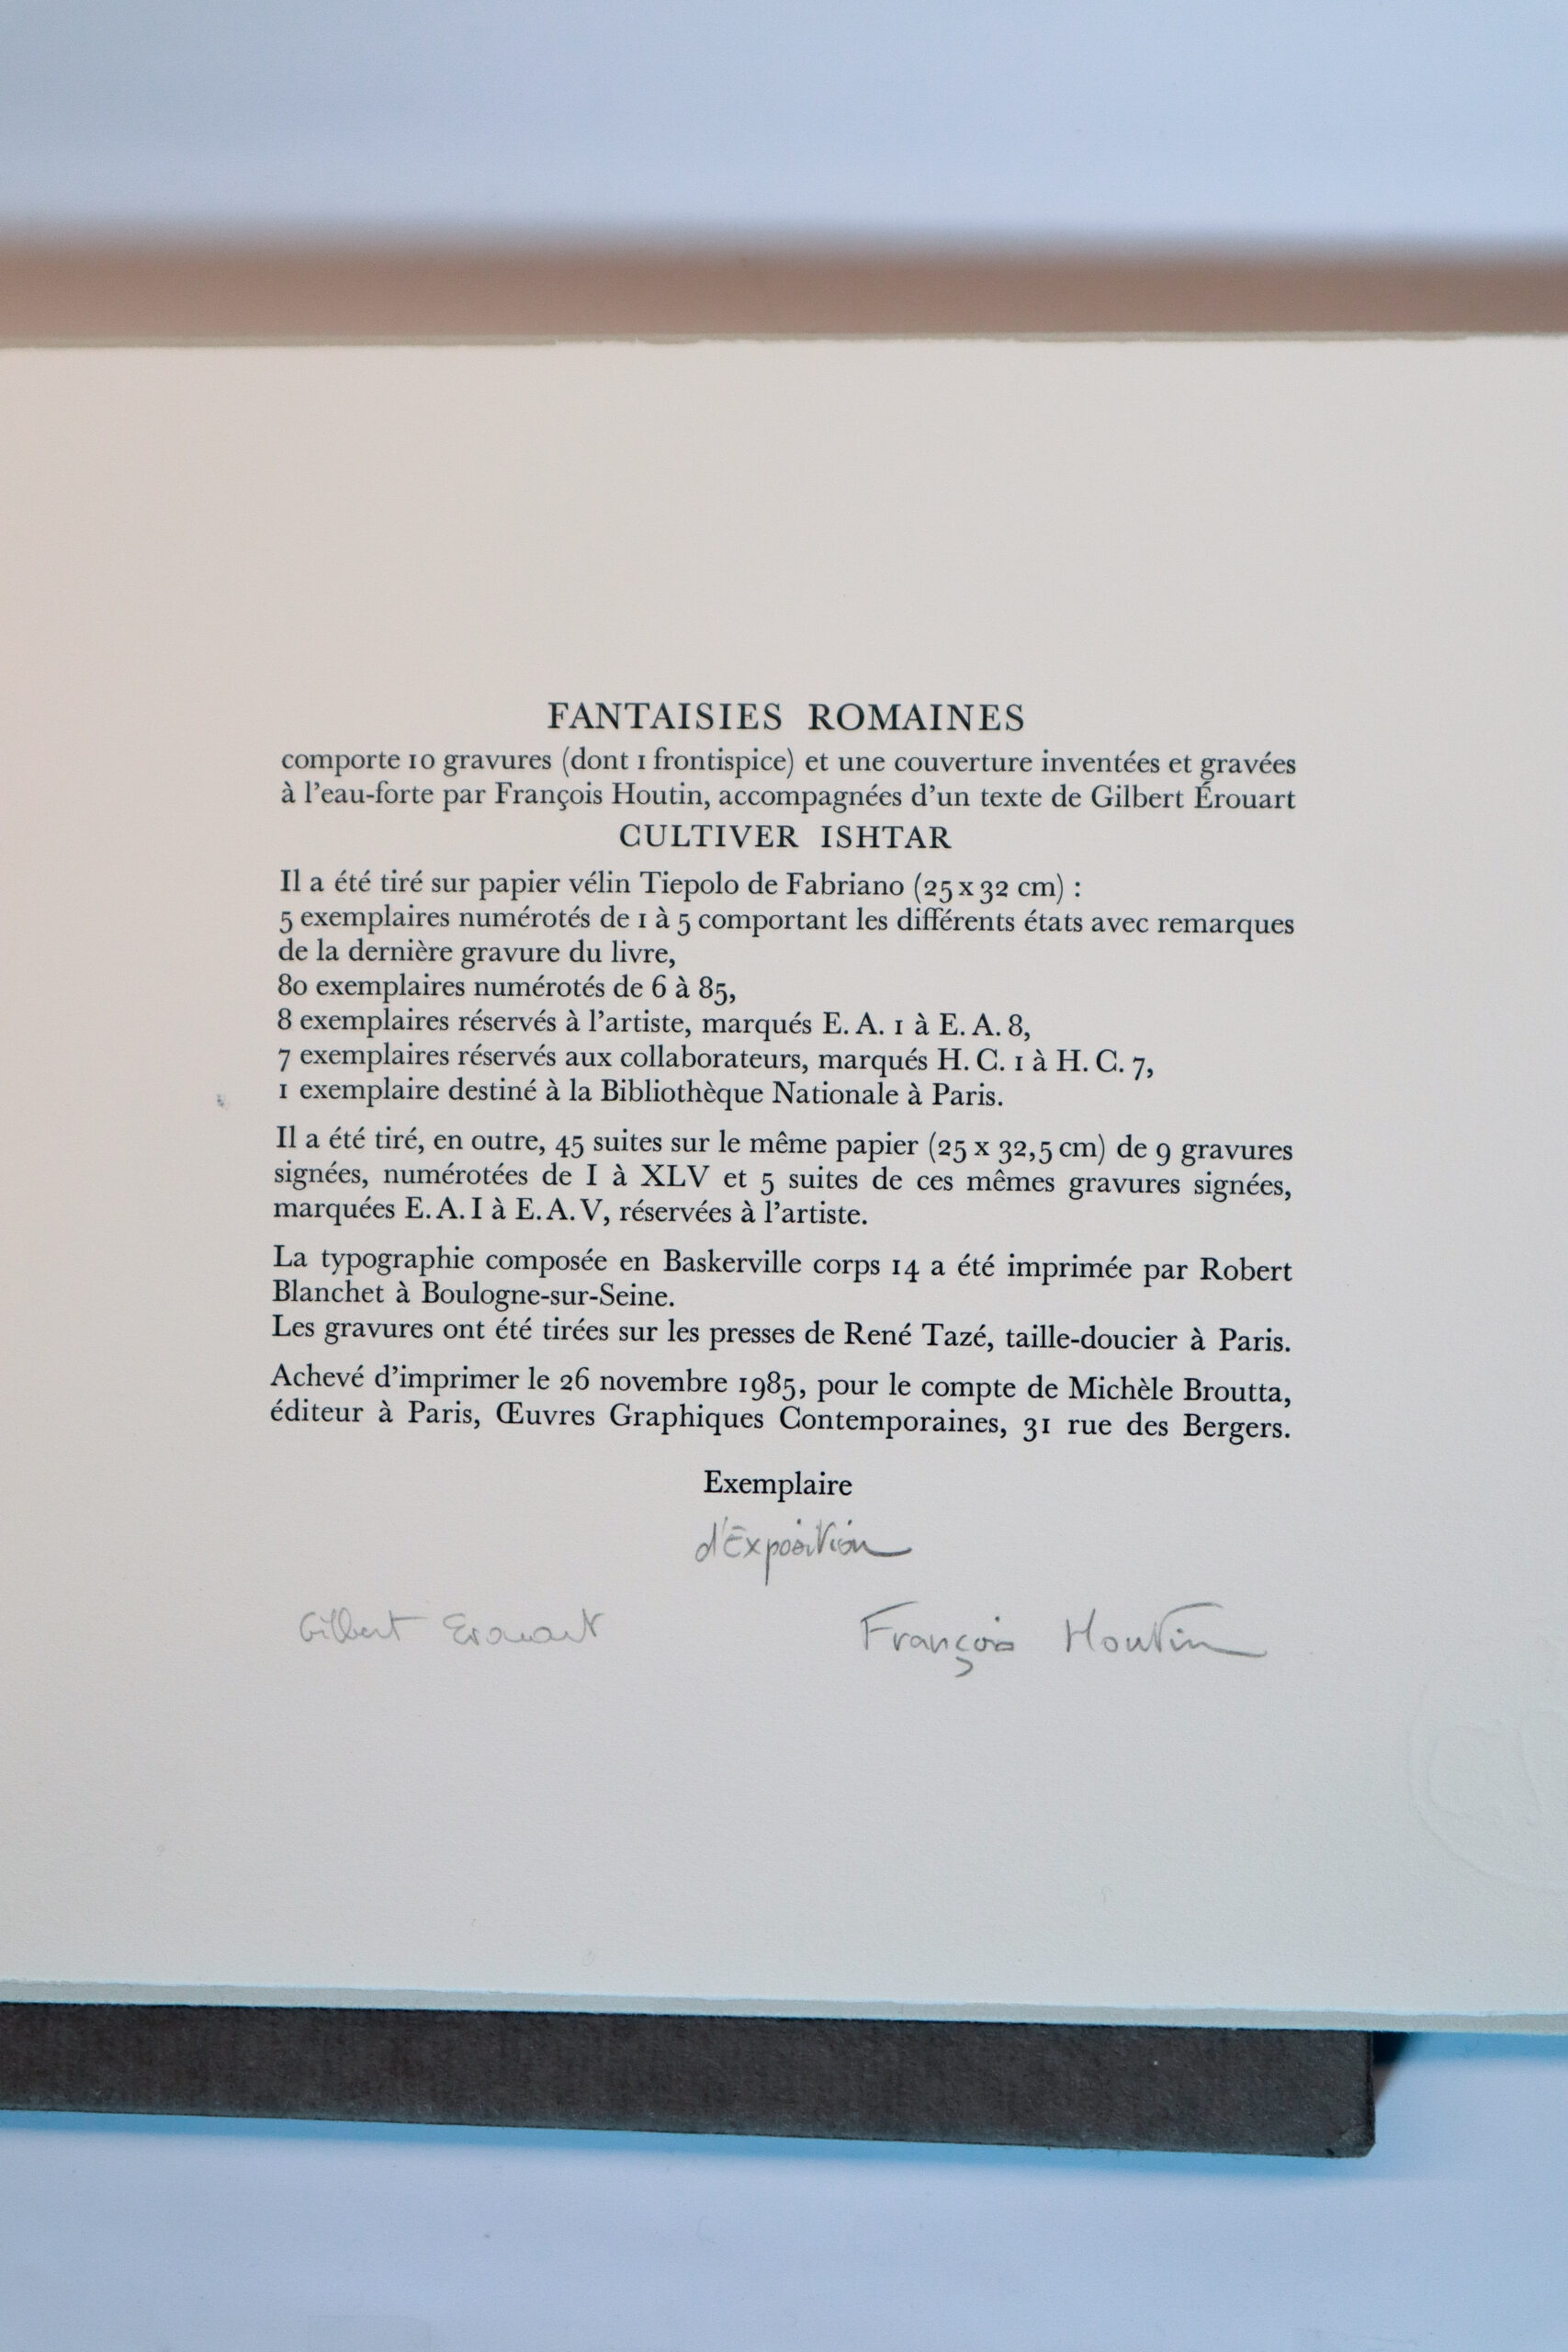 FANTAISIES ROMAINES
comporte 10 gravures (dont 1 frontispice) et une couverture inventées et gravées
à l'eau-forte par François Houtin, accompagnées d'un texte de Gilbert Érouart
CULTIVER ISHTAR
Il a été tiré sur papier vélin Tiepolo de Fabriano (25 x 32 cm) :
5 exemplaires numérotés de 1 à 5 comportant les différents états avec remarques
de la dernière gravure du livre,
80 exemplaires numérotés de 6 à 85,
8 exemplaires réservés à l'artiste, marqués E. A. 1 à E. A. 8,
7 exemplaires réservés aux collaborateurs, marqués H. C. 1 à H. C. 7,
1 exemplaire destiné à la Bibliothèque Nationale à Paris.
Il a été tiré, en outre, 45 suites sur le même papier (25 x 32,5 cm) de 9 gravures
signées, numérotées de I à XLV et 5 suites de ces mêmes gravures signées,
marquées E. A. I à E. A. V, réservées à l'artiste.
La typographie composée en Baskerville corps 14 a été imprimée par Robert
Blanchet à Boulogne-sur-Seine.
Les gravures ont été tirées sur les presses de René Tazé, taille-doucier à Paris.
Achevé d'imprimer le 26 novembre 1985, pour le compte de Michèle Broutta,
éditeur à Paris, Œuvres Graphiques Contemporaines, 31 rue des Bergers.
Exemplaire
d'Exposition
Gilbert Erouart François Houtin